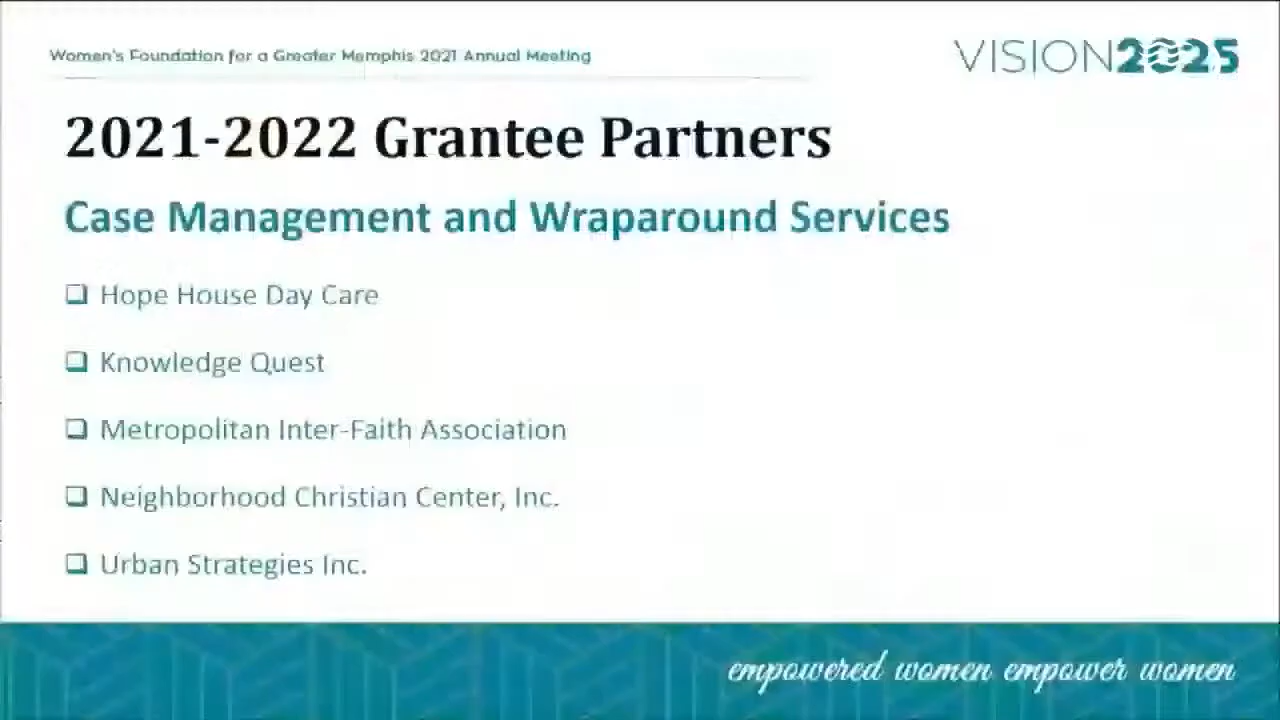 Women's Foundation for a Greater Memphis 2021 Annual Meeting
VISION2025
2021-2022 Grantee Partners
Case Management and Wraparound Services
Hope House Day Care
Knowledge Quest
Metropolitan Inter-Faith Association
Neighborhood Christian Center, Inc.
Urban Strategies Inc.
empowered women empower women